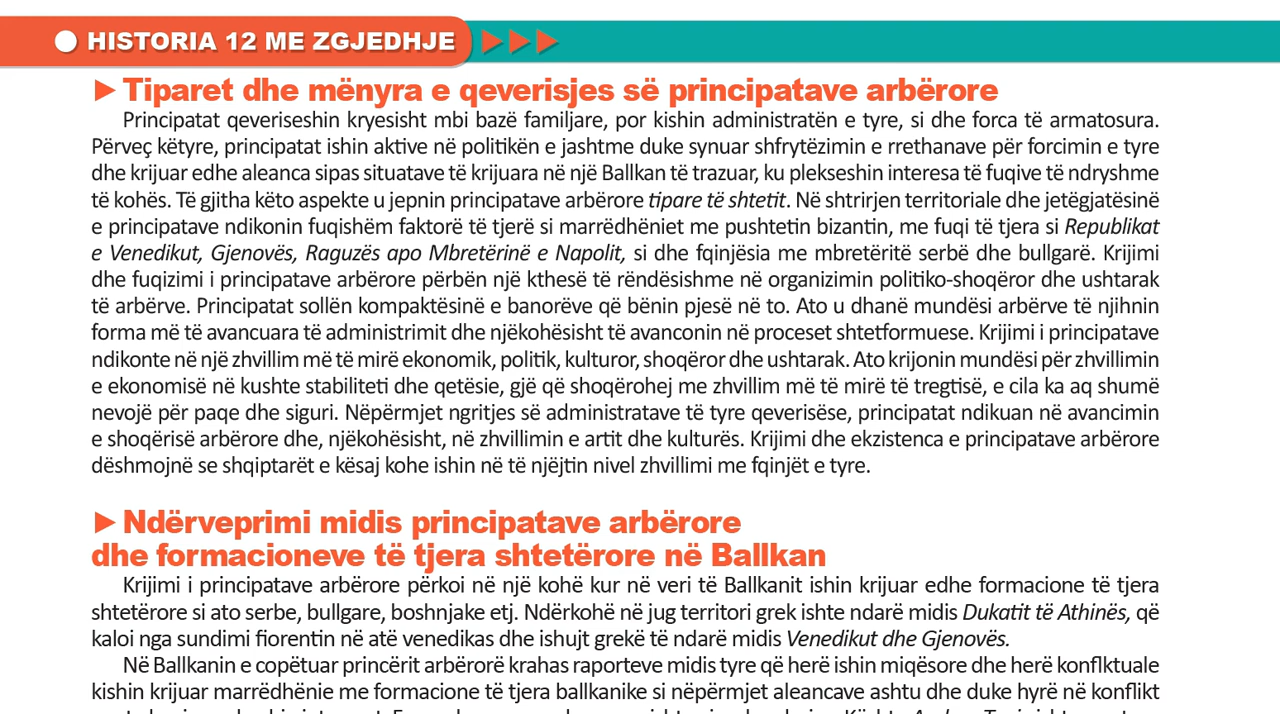 HISTORIA 12 ME ZGJEDHJE
Tiparet dhe mënyra e qeverisjes së principatave arbërore
Principatat qeveriseshin kryesisht mbi bazë familjare, por kishin administratën e tyre, si dhe forca të armatosura.
Përveç këtyre, principatat ishin aktive në politikën e jashtme duke synuar shfrytëzimin e rrethanave për forcimin e tyre
dhe krijuar edhe aleanca sipas situatave të krijuara në një Ballkan të trazuar, ku plekseshin interesa të fuqive të ndryshme
të kohës. Të gjitha këto aspekte u jepnin principatave arbërore tipare të shtetit. Në shtrirjen territoriale dhe jetëgjatësinë
e principatave ndikonin fuqishëm faktorë të tjerë si marrëdhëniet me pushtetin bizantin, me fuqi të tjera si Republikat
e Venedikut, Gjenovës, Raguzës apo Mbretërinë e Napolit, si dhe fqinjësia me mbretëritë serbë dhe bullgarë. Krijimi
dhe fuqizimi i principatave arbërore përbën një kthesë të rëndësishme në organizimin politiko-shoqëror dhe ushtarak
të arbërve. Principatat sollën kompaktësinë e banorëve që bënin pjesë në to. Ato u dhanë mundësi arbërve të njihnin
forma më të avancuara të administrimit dhe njëkohësisht të avanconin në proceset shtetformuese. Krijimi i principatave
ndikonte në një zhvillim më të mirë ekonomik, politik, kulturor, shoqëror dhe ushtarak. Ato krijonin mundësi për zhvillimin
e ekonomisë në kushte stabiliteti dhe qetësie, gjë që shoqërohej me zhvillim më të mirë të tregtisë, e cila ka aq shumë
nevojë për paqe dhe siguri. Nëpërmjet ngritjes së administratave të tyre qeverisëse, principatat ndikuan në avancimin
e shoqërisë arbërore dhe, njëkohësisht, në zhvillimin e artit dhe kulturës. Krijimi dhe ekzistenca e principatave arbërore
dëshmojnë se shqiptarët e kësaj kohe ishin në të njëjtin nivel zhvillimi me fqinjët e tyre.
Ndërveprimi midis principatave arbërore
dhe formacioneve të tjera shtetërore në Ballkan
Krijimi i principatave arbërore përkoi në një kohë kur në veri të Ballkanit ishin krijuar edhe formacione të tjera
shtetërore si ato serbe, bullgare, boshnjake etj. Ndërkohë në jug territori grek ishte ndarë midis Dukatit të Athinës, që
kaloi nga sundimi fiorentin në atë venedikas dhe ishujt grekë të ndarë midis Venedikut dhe Gjenovës.
Në Ballkanin e copëtuar princërit arbërorë krahas raporteve midis tyre që herë ishin miqësore dhe herë konfliktuale
kishin krijuar marrëdhënie me formacione të tjera ballkanike si nëpërmjet aleancave ashtu dhe duke hyrë në konflikt